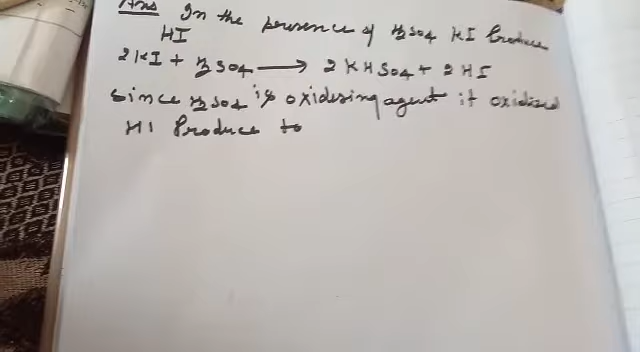 Ans In the presence of H2SO4 KI Produces
HI
2KI + H2SO4 ⟶ 2KHSO4 + 2HI
Since H2SO4 is oxidising agent it oxidised
HI Produce to